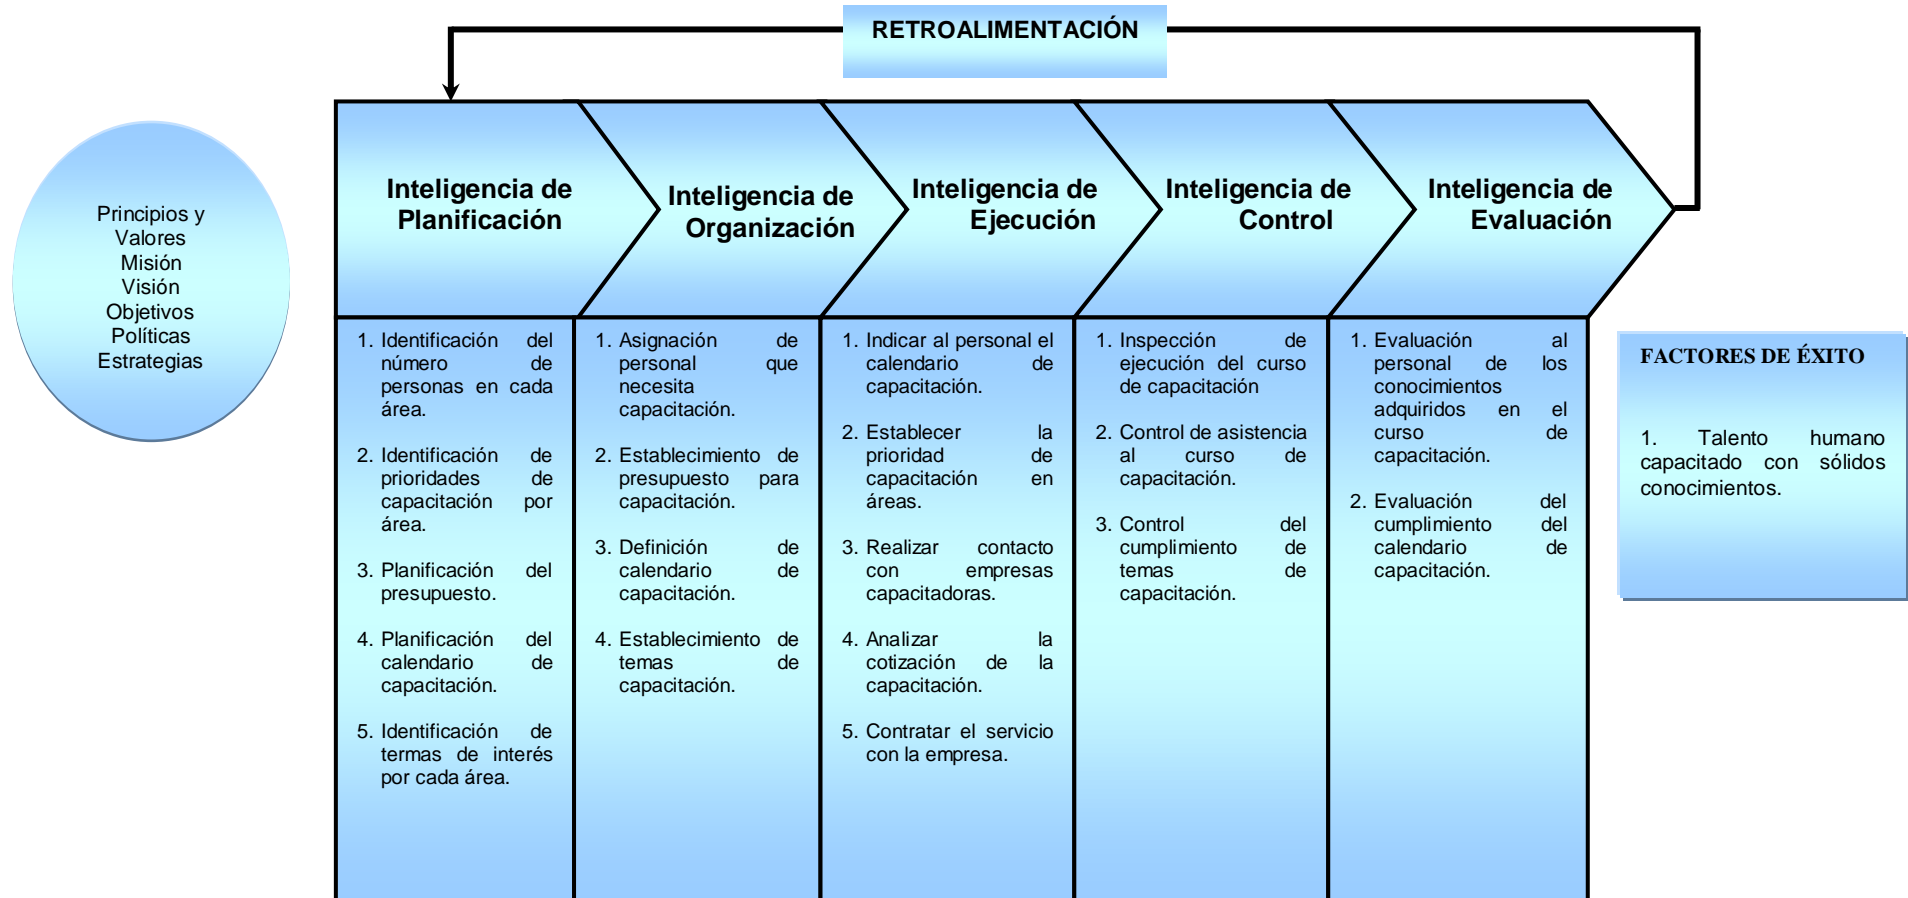 RETROALIMENTACIÓN
Principios y
Valores
Misión
Visión
Objetivos
Políticas
Estrategias
Inteligencia de
Planificación
Inteligencia de
Organización
Inteligencia de
Ejecución
Inteligencia de
Control
Inteligencia de
Evaluación
1. Identificación del
número de
personas en cada
área.
2. Identificación de
prioridades de
capacitación por
área.
3. Planificación del
presupuesto.
4. Planificación del
calendario de
capacitación.
5. Identificación de
termas de interés
por cada área.
1. Asignación de
personal que
necesita
capacitación.
2. Establecimiento de
presupuesto para
capacitación.
3. Definición de
calendario de
capacitación.
4. Establecimiento de
temas de
capacitación.
1. Indicar al personal el
calendario de
capacitación.
2. Establecer la
prioridad de
capacitación en
áreas.
3. Realizar contacto
con empresas
capacitadoras.
4. Analizar la
cotización de la
capacitación.
5. Contratar el servicio
con la empresa.
1. Inspección de
ejecución del curso
de capacitación
2. Control de asistencia
al curso de
capacitación.
3. Control del
cumplimiento de
temas de
capacitación.
1. Evaluación al
personal de los
conocimientos
adquiridos en el
curso de
capacitación.
2. Evaluación del
cumplimiento del
calendario de
capacitación.
FACTORES DE ÉXITO
1. Talento humano
capacitado con sólidos
conocimientos.